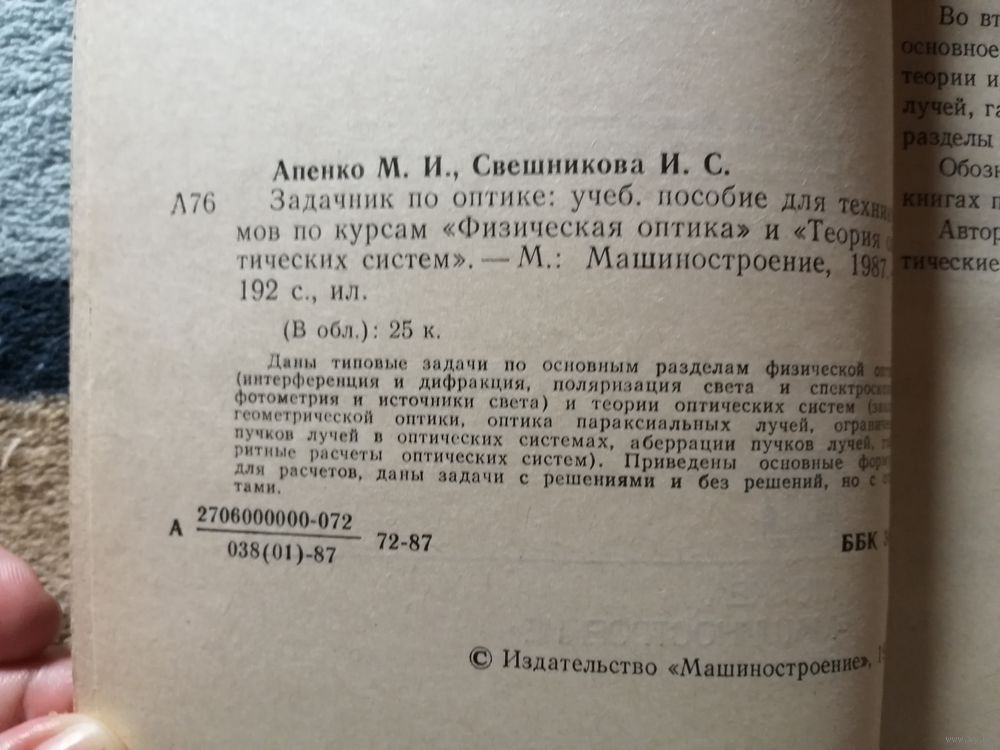 Апенко М. И., Свешникова И. С.
А76 Задачник по оптике: учеб. пособие для техни
мов по курсам «Физическая оптика» и «Теория о
тических систем». — М.: Машиностроение, 1987.
192 с., ил.
(В обл.): 25 к.
Даны типовые задачи по основным разделам физической
(интерференция и дифракция, поляризация света и
фотометрия и источники света) и теории оптических систем
геометрической оптики, оптика параксиальных лучей,
пучков лучей в оптических системах, аберрации пучков лучей,
ритные расчеты оптических систем). Приведены основные
для расчетов, даны задачи с решениями и без решений, но с
тами.
А 2706000000-072
038(01)-87 72-87
ББК
© Издательство «Машиностроение»,
Во вт
основное
теории и
лучей, га
разделы
Обозн
книгах п
Автор
тические